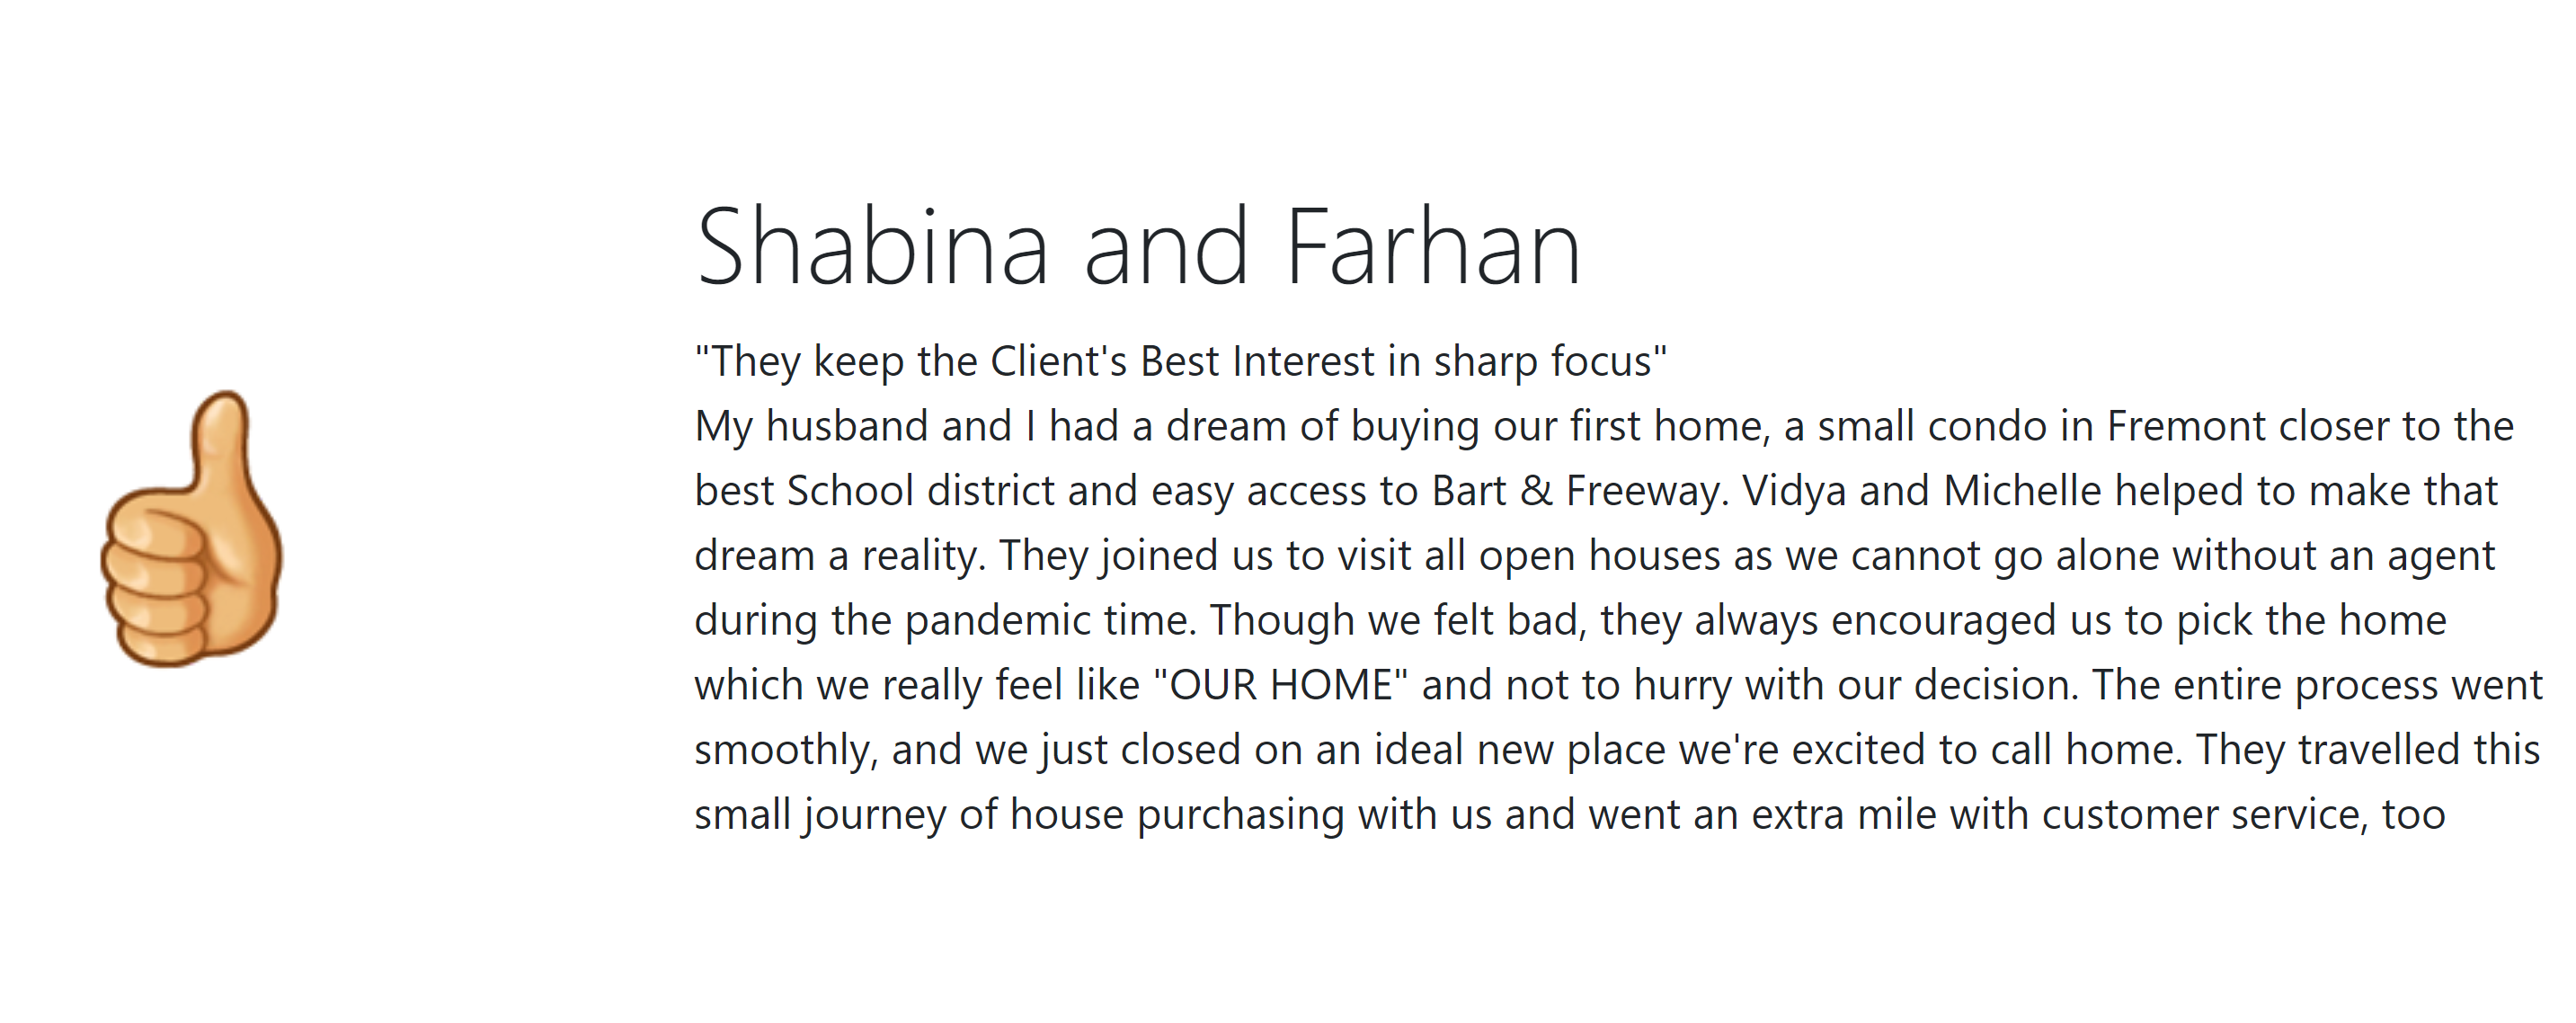 Shabina and Farhan
"They keep the Client's Best Interest in sharp focus"
My husband and I had a dream of buying our first home, a small condo in Fremont closer to the
best School district and easy access to Bart & Freeway. Vidya and Michelle helped to make that
dream a reality. They joined us to visit all open houses as we cannot go alone without an agent
during the pandemic time. Though we felt bad, they always encouraged us to pick the home
which we really feel like "OUR HOME" and not to hurry with our decision. The entire process went
smoothly, and we just closed on an ideal new place we're excited to call home. They travelled this
small journey of house purchasing with us and went an extra mile with customer service, too